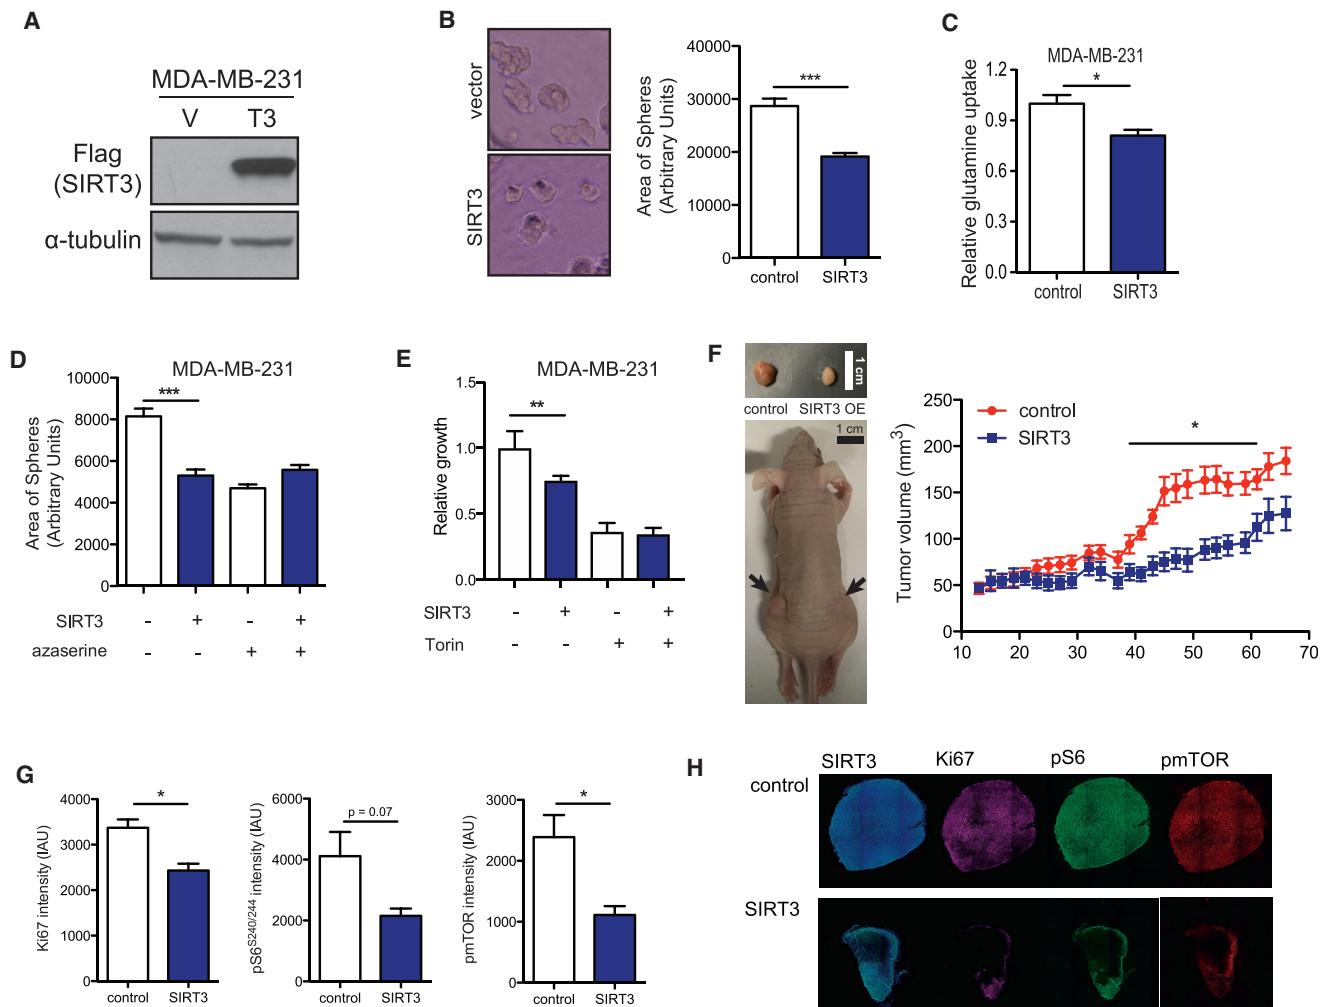 A
MDA-MB-231
V T3
Flag
(SIRT3)
α-tubulin
B
vector
SIRT3
Area of Spheres
(Arbitrary Units)
40000
30000
20000
10000
0
***
control SIRT3
C
MDA-MB-231
Relative glutamine uptake
1.2
0.9
0.6
0.3
0.0
*
control SIRT3
D
MDA-MB-231
Area of Spheres
(Arbitrary Units)
10000
8000
6000
4000
2000
0
***
SIRT3 - + - +
azaserine - - + +
E
MDA-MB-231
Relative growth
1.5
1.0
0.5
0.0
**
SIRT3 - + - +
Torin - - + +
F
1 cm
control SIRT3 OE
1 cm
Tumor volume (mm³)
250
200
150
100
50
0
control
SIRT3
*
10 20 30 40 50 60 70
G
Ki67 intensity (IAU)
4000
3000
2000
1000
0
*
control SIRT3
pS6S240/244 intensity (IAU)
6000
4000
2000
0
p = 0.07
control SIRT3
pmTOR intensity (IAU)
3000
2000
1000
0
*
control SIRT3
H
SIRT3 Ki67 pS6 pmTOR
control
SIRT3